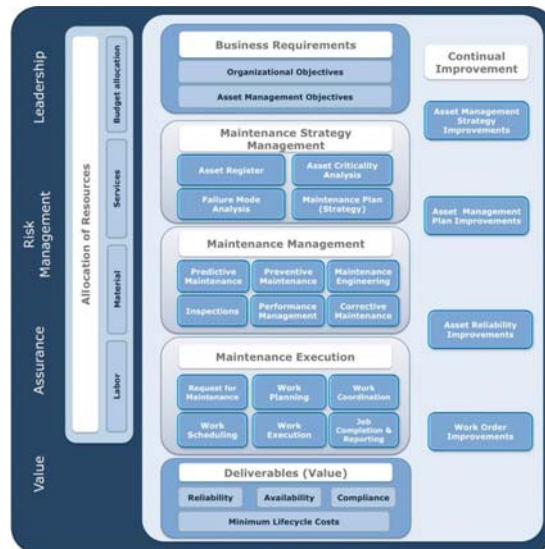 Leadership
Risk
Management
Assurance
Value
Allocation of Resources
Budget allocation
Services
Material
Labor
Business Requirements
Organizational Objectives
Asset Management Objectives
Maintenance Strategy
Management
Asset Register
Asset Criticality
Analysis
Failure Mode
Analysis
Maintenance Plan
(Strategy)
Maintenance Management
Predictive
Maintenance
Preventive
Maintenance
Maintenance
Engineering
Inspections
Performance
Management
Corrective
Maintenance
Maintenance Execution
Request for
Maintenance
Work
Planning
Work
Coordination
Work
Scheduling
Work
Execution
Job
Completion &
Reporting
Deliverables (Value)
Reliability
Availability
Compliance
Minimum Lifecycle Costs
Continual
Improvement
Asset Management
Strategy
Improvements
Asset Management
Plan Improvements
Asset Reliability
Improvements
Work Order
Improvements